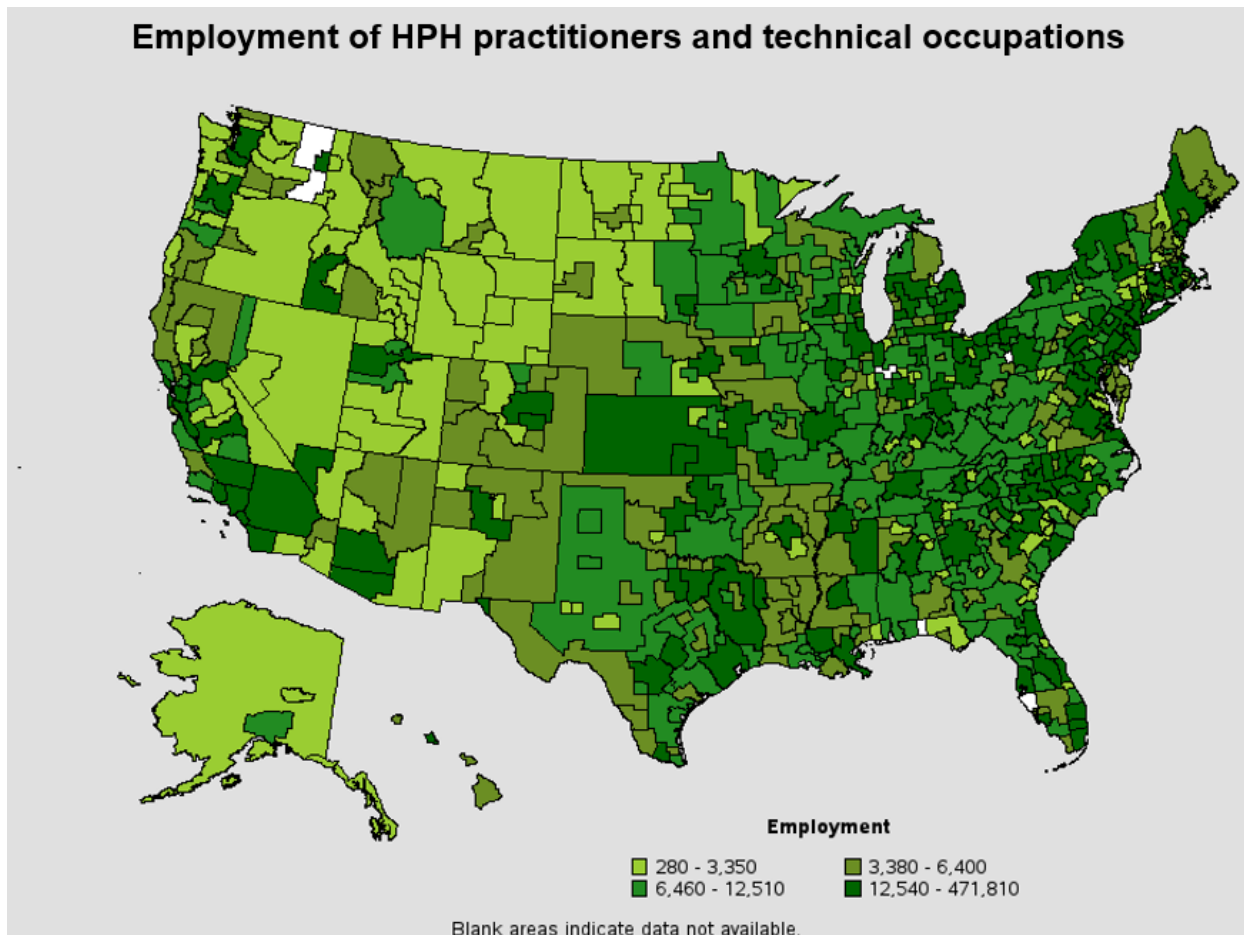 Employment of HPH practitioners and technical occupations
Employment
280 - 3,350 3,380 - 6,400
6,460 - 12,510 12,540 - 471,810
Blank areas indicate data not available.